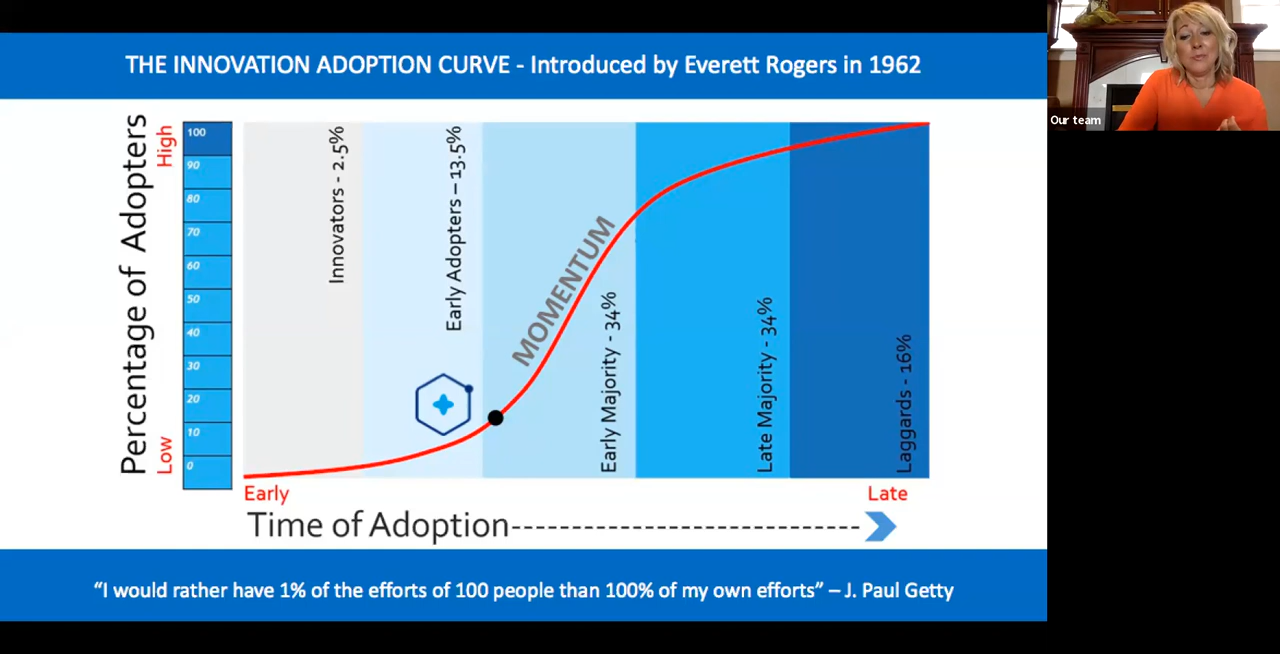 THE INNOVATION ADOPTION CURVE - Introduced by Everett Rogers in 1962
Our team
Percentage of Adopters
High
Low
100
90
80
70
60
50
40
30
20
10
0
Innovators - 2.5%
Early Adopters – 13.5%
MOMENTUM
Early Majority - 34%
Late Majority - 34%
Laggards - 16%
Early
Late
Time of Adoption
“I would rather have 1% of the efforts of 100 people than 100% of my own efforts” – J. Paul Getty